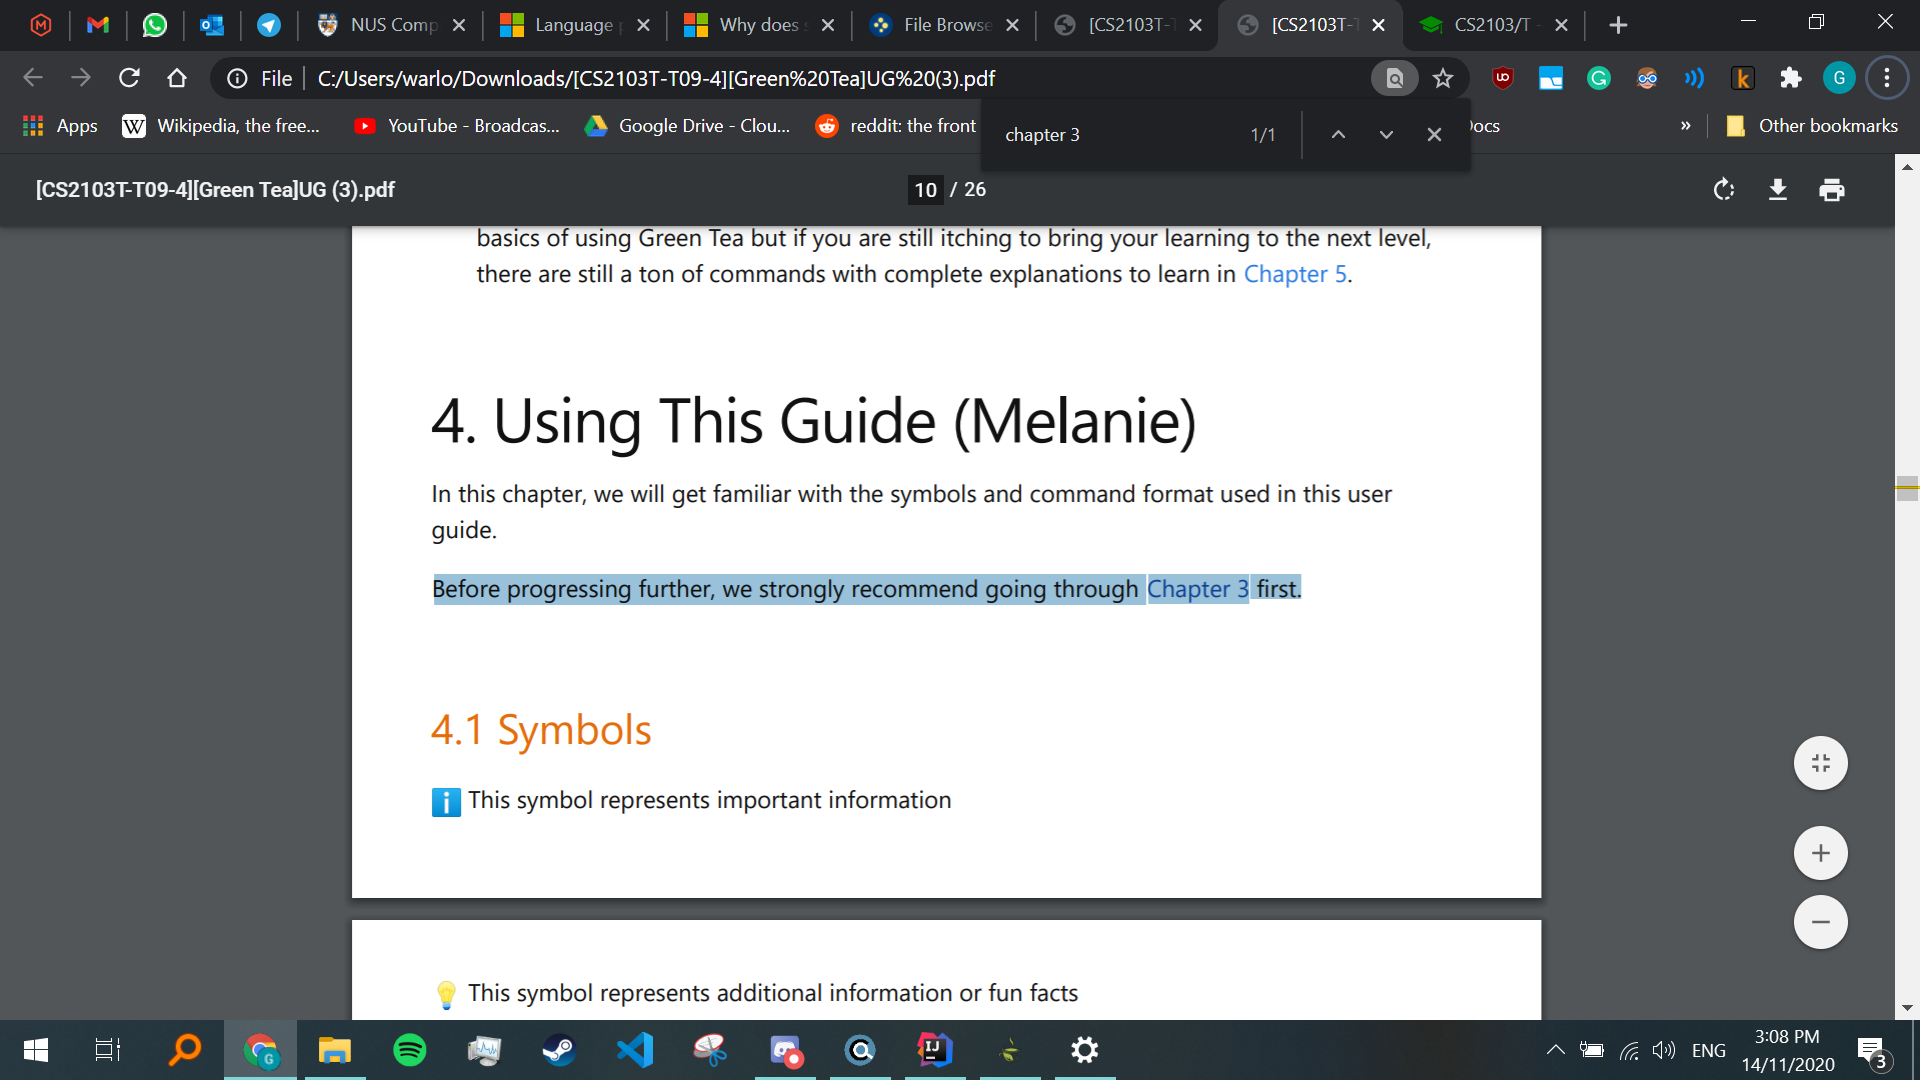 NUS Comp
Language p
Why does s
File Browse
[CS2103T-T
[CS2103T-T
CS2103/T -
File
C:/Users/warlo/Downloads/[CS2103T-T09-4][Green%20Tea]UG%20(3).pdf
Apps
Wikipedia, the free...
YouTube - Broadcas...
Google Drive - Clou...
reddit: the front
chapter 3
1/1
Docs
»
Other bookmarks
[CS2103T-T09-4][Green Tea]UG (3).pdf
10 / 26
basics of using Green Tea but if you are still itching to bring your learning to the next level,
there are still a ton of commands with complete explanations to learn in Chapter 5.
4. Using This Guide (Melanie)
In this chapter, we will get familiar with the symbols and command format used in this user
guide.
Before progressing further, we strongly recommend going through Chapter 3 first.
4.1 Symbols
This symbol represents important information
This symbol represents additional information or fun facts
ENG
3:08 PM
14/11/2020
3